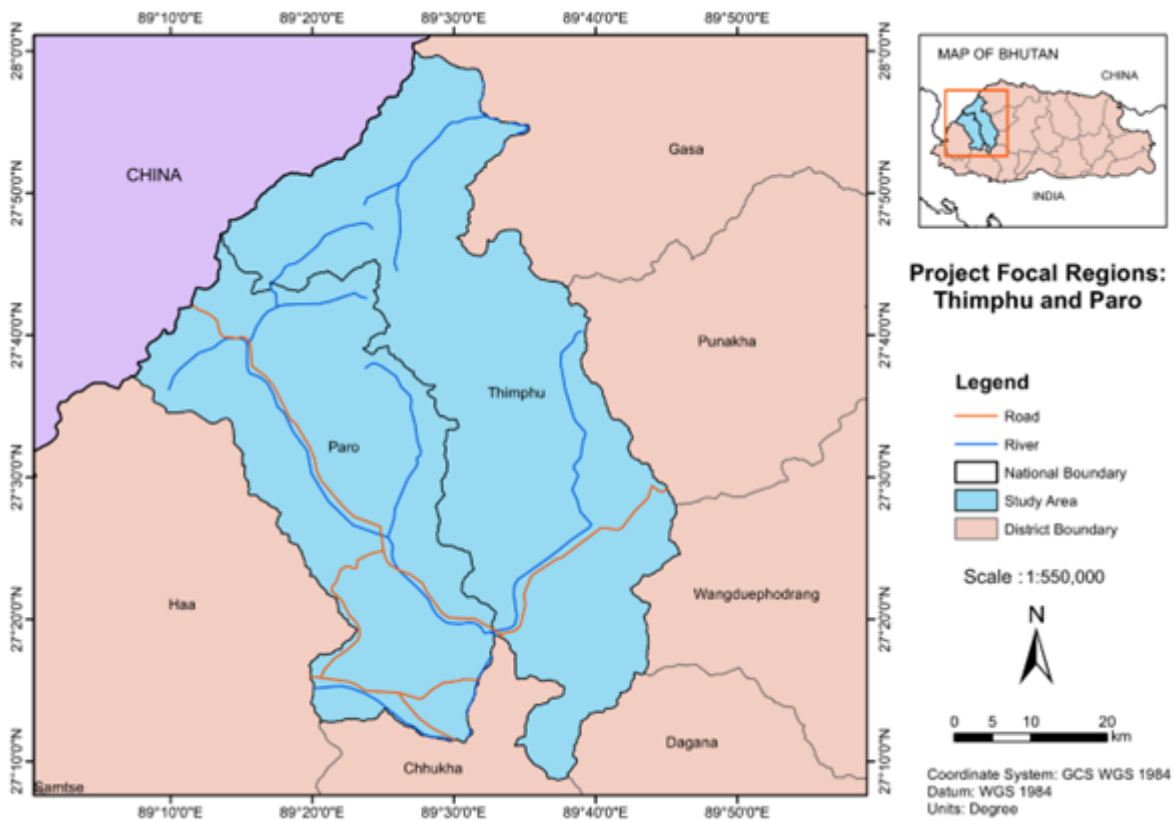 89°10'0"E
89°20'0"E
89°30'0"E
89°40'0"E
89°50'0"E
28°0'0"N
28°0'0"N
MAP OF BHUTAN
CHINA
INDIA
Gasa
CHINA
27°50'0"N
27°50'0"N
Project Focal Regions:
Thimphu and Paro
27°40'0"N
27°40'0"N
Punakha
Thimphu
Paro
Legend
Road
River
National Boundary
Study Area
District Boundary
27°30'0"N
27°30'0"N
Scale : 1:550,000
Haa
Wangduephodrang
27°20'0"N
27°20'0"N
N
Dagana
Chhukha
0 5 10 20
km
27°10'0"N
27°10'0"N
Samtse
Coordinate System: GCS WGS 1984
Datum: WGS 1984
Units: Degree
89°10'0"E
89°20'0"E
89°30'0"E
89°40'0"E
89°50'0"E